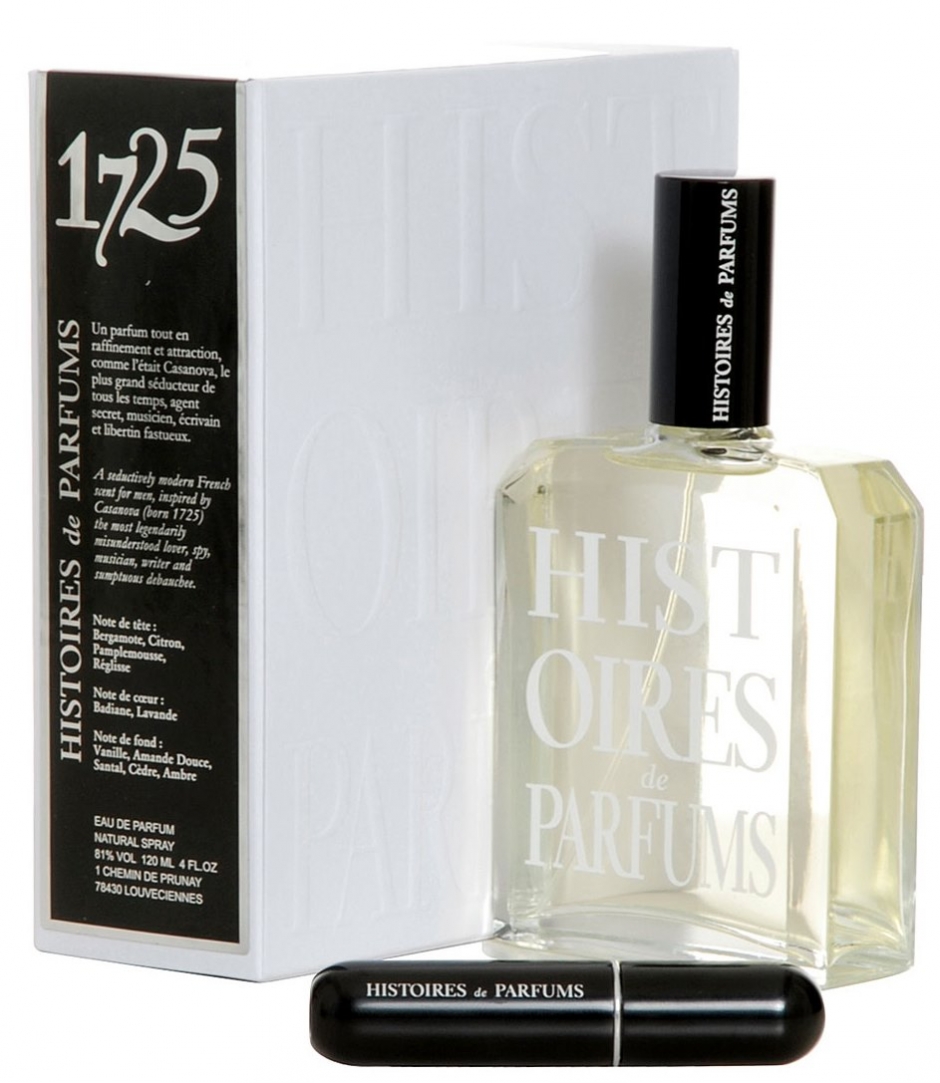 1725
HISTOIRES de PARFUMS
Un parfum tout en
raffinement et attraction,
comme l'était Casanova, le
plus grand séducteur de
tous les temps, agent
secret, musicien, écrivain
et libertin fastueux.
A seductively modern French
scent for men, inspired by
Casanova (born 1725)
the most legendarily
misunderstood lover, spy,
musician, writer and
sumptuous debauchee.
Note de tête :
Bergamote, Citron,
Pamplemousse,
Réglisse
Note de cœur :
Badiane, Lavande
Note de fond :
Vanille, Amande Douce,
Santal, Cèdre, Ambre
EAU DE PARFUM
NATURAL SPRAY
81% VOL 120 ML 4 FL.OZ
1 CHEMIN DE PRUNAY
78430 LOUVECIENNES
HIST
OIRE
PAR
HISTOIRES de PARFUMS
HIST
OIRES
de
PARFUMS
HISTOIRES de PARFUMS